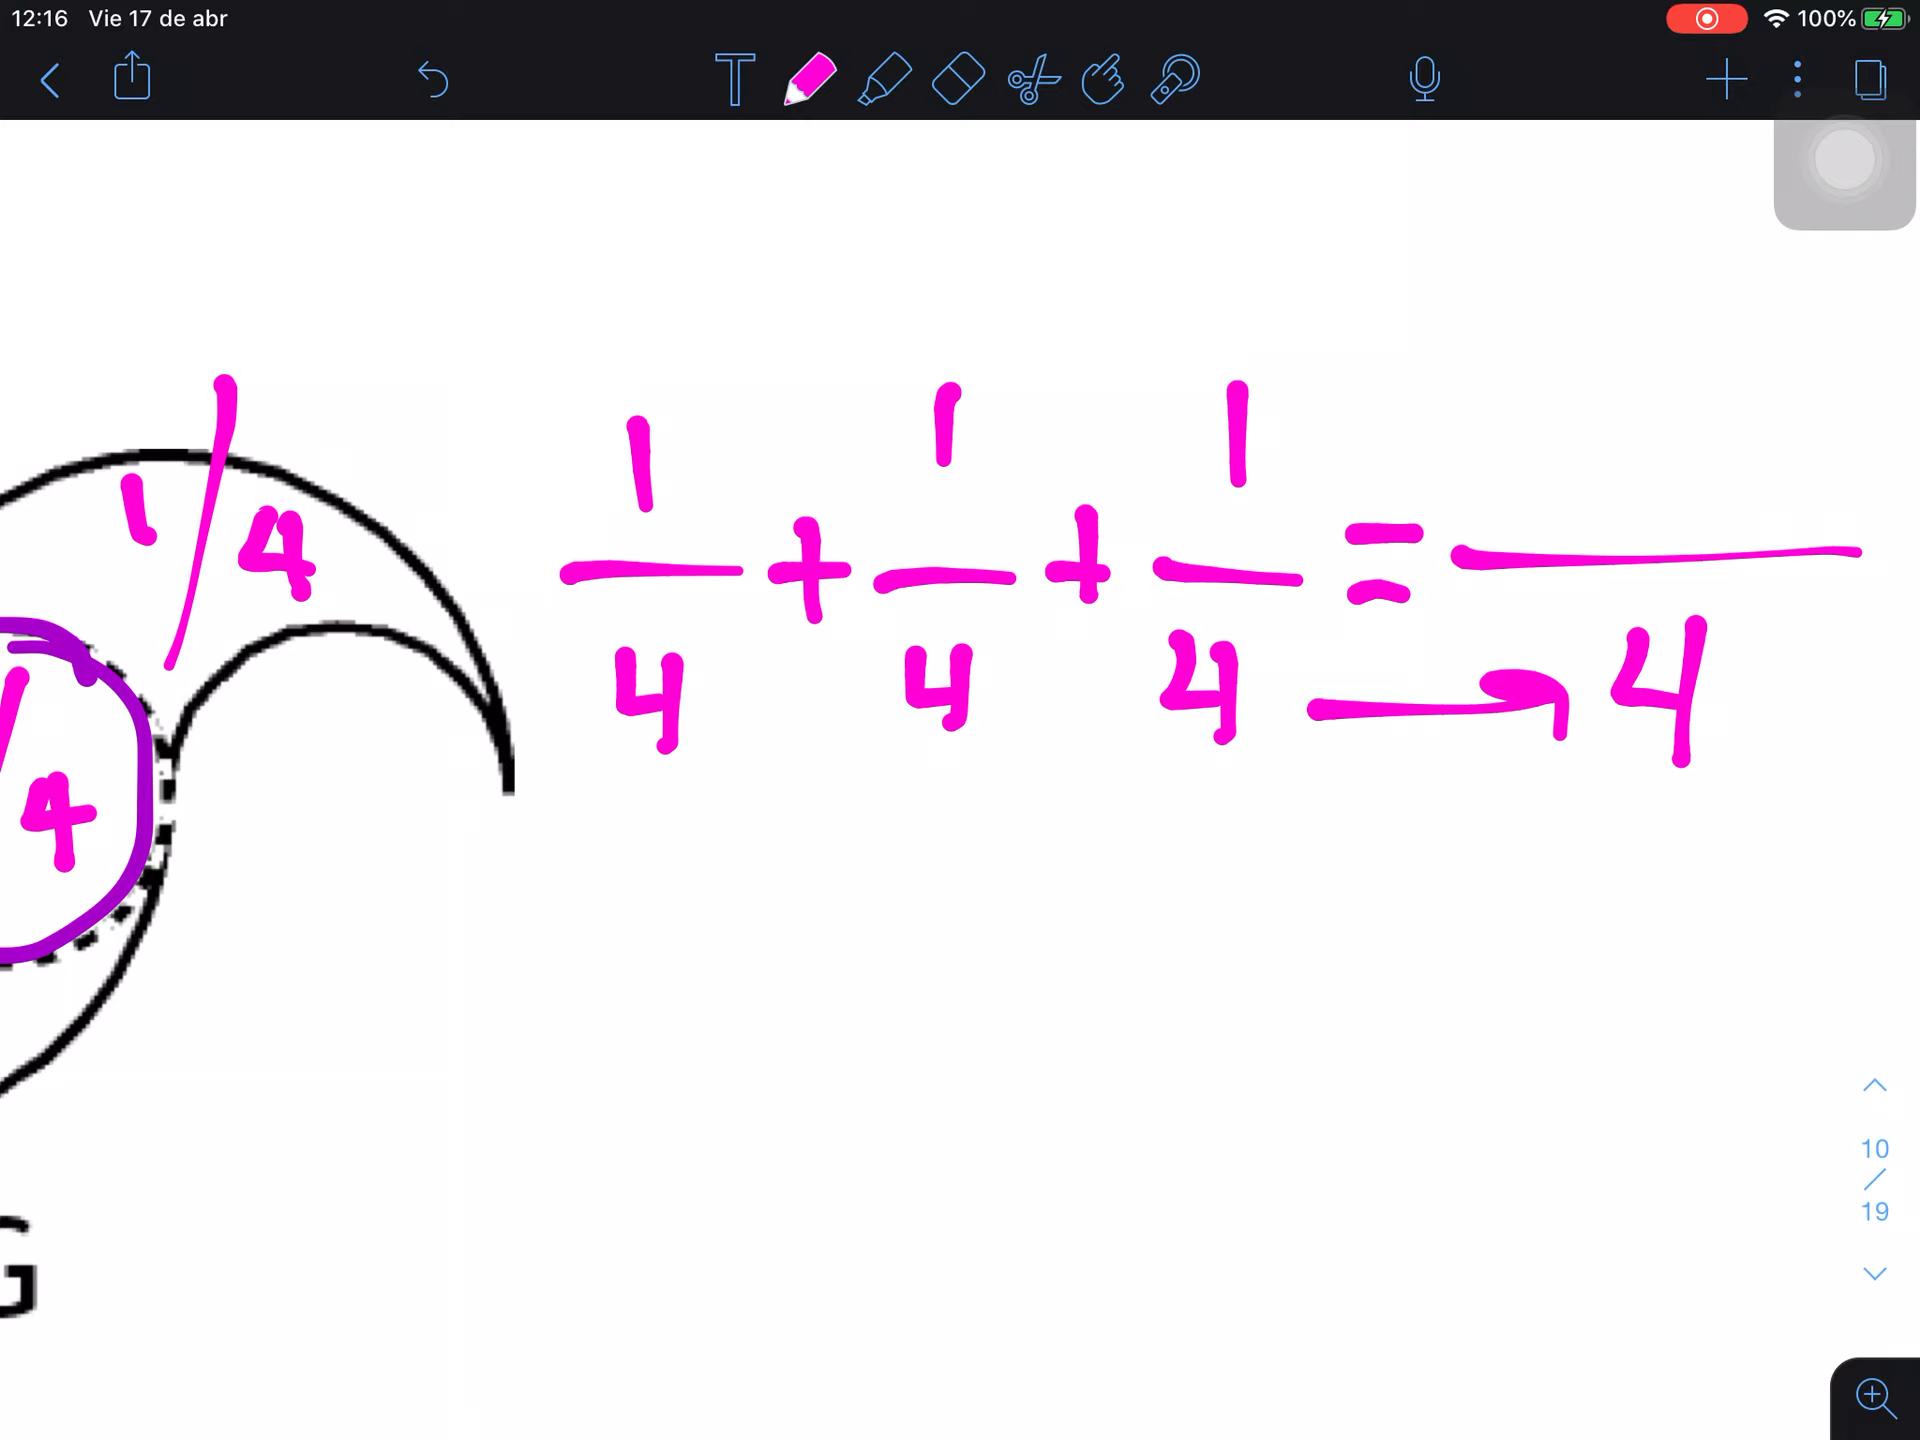 12:16 Vie 17 de abr 100%
1/4
1/4 + 1/4 + 1/4 = /4
/4
10
/
19
G